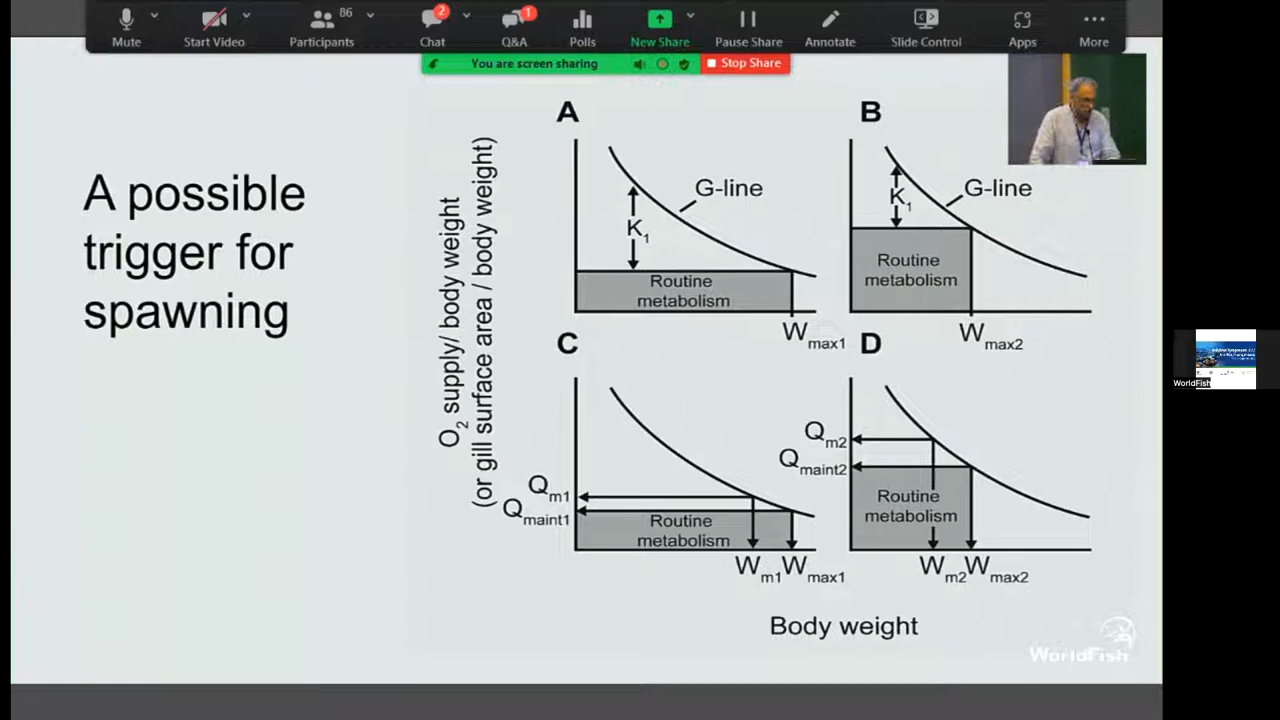 86
2
1
Mute
Start Video
Participants
Chat
Q&A
Polls
New Share
Pause Share
Annotate
Slide Control
Apps
More
You are screen sharing
Stop Share
A possible
trigger for
spawning
O2 supply/ body weight
(or gill surface area / body weight)
A
G-line
K1
Routine
metabolism
Wmax1
B
G-line
K1
Routine
metabolism
Wmax2
C
Qm1
Qmaint1
Routine
metabolism
Wm1 Wmax1
D
Qm2
Qmaint2
Routine
metabolism
Wm2 Wmax2
Body weight
WorldFish
WorldFish